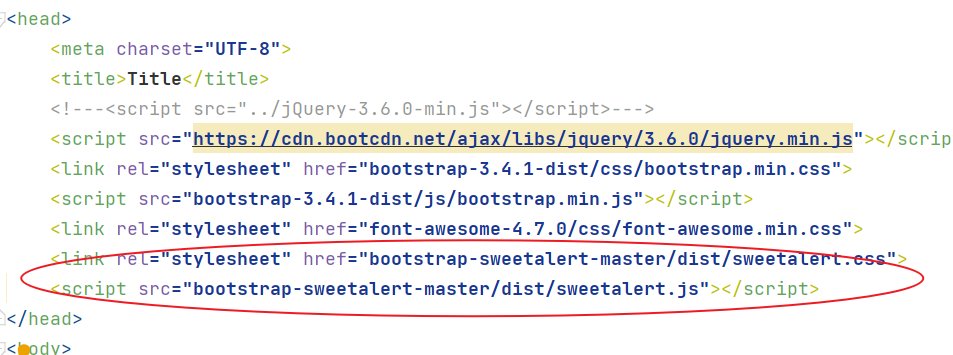 <head>
<meta charset="UTF-8">
<title>Title</title>
<!---<script src="../jQuery-3.6.0-min.js"></script>--->
<script src="https://cdn.bootcdn.net/ajax/libs/jquery/3.6.0/jquery.min.js"></scrip
<link rel="stylesheet" href="bootstrap-3.4.1-dist/css/bootstrap.min.css">
<script src="bootstrap-3.4.1-dist/js/bootstrap.min.js"></script>
<link rel="stylesheet" href="font-awesome-4.7.0/css/font-awesome.min.css">
<link rel="stylesheet" href="bootstrap-sweetalert-master/dist/sweetalert.css">
<script src="bootstrap-sweetalert-master/dist/sweetalert.js"></script>
</head>
<body>